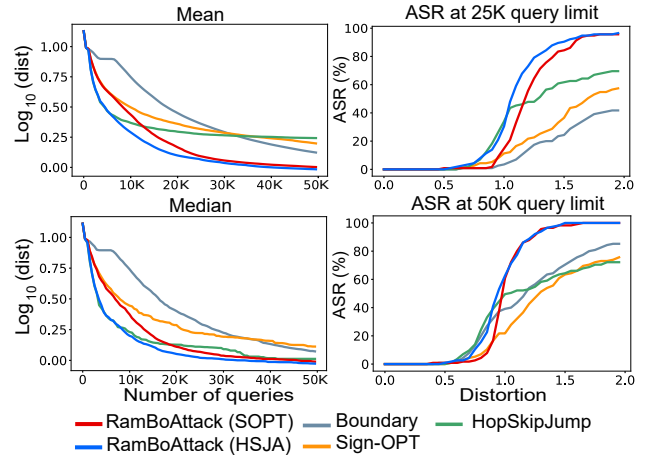 Mean
ASR at 25K query limit
Log10 (dist)
1.00
0.75
0.50
0.25
0.00
0
10K
20K
30K
40K
50K
ASR (%)
100
80
60
40
20
0
0.0
0.5
1.0
1.5
2.0
Median
ASR at 50K query limit
Log10 (dist)
1.00
0.75
0.50
0.25
0.00
0
10K
20K
30K
40K
50K
Number of queries
ASR (%)
100
80
60
40
20
0
0.0
0.5
1.0
1.5
2.0
Distortion
RamBoAttack (SOPT)
Boundary
HopSkipJump
RamBoAttack (HSJA)
Sign-OPT